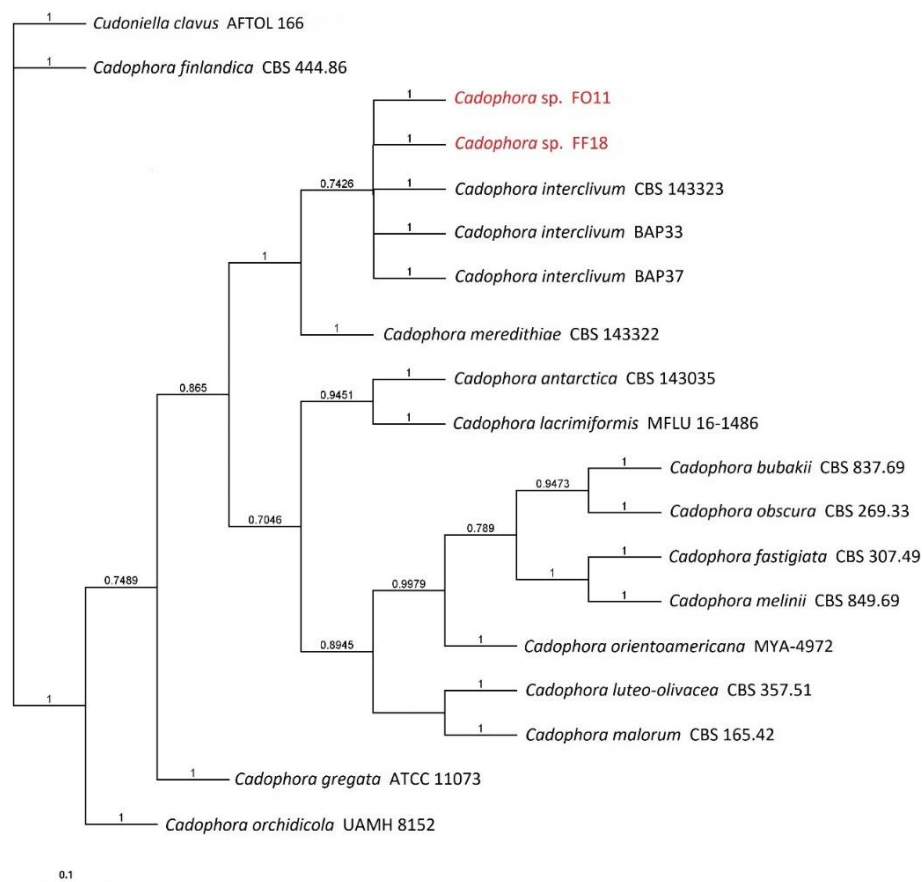 1
Cudoniella clavus AFTOL 166
1
Cadophora finlandica CBS 444.86
1
Cadophora sp. FO11
1
Cadophora sp. FF18
0.7426
1
Cadophora interclivum CBS 143323
1
Cadophora interclivum BAP33
1
1
Cadophora interclivum BAP37
1
Cadophora meredithiae CBS 143322
0.865
1
Cadophora antarctica CBS 143035
0.9451
1
Cadophora lacrimiformis MFLU 16-1486
1
Cadophora bubakii CBS 837.69
0.9473
1
Cadophora obscura CBS 269.33
0.7046
0.789
1
Cadophora fastigiata CBS 307.49
0.7489
0.9979
1
1
Cadophora melinii CBS 849.69
0.8945
1
Cadophora orientoamericana MYA-4972
1
1
Cadophora luteo-olivacea CBS 357.51
1
Cadophora malorum CBS 165.42
1
Cadophora gregata ATCC 11073
1
Cadophora orchidicola UAMH 8152
0.1